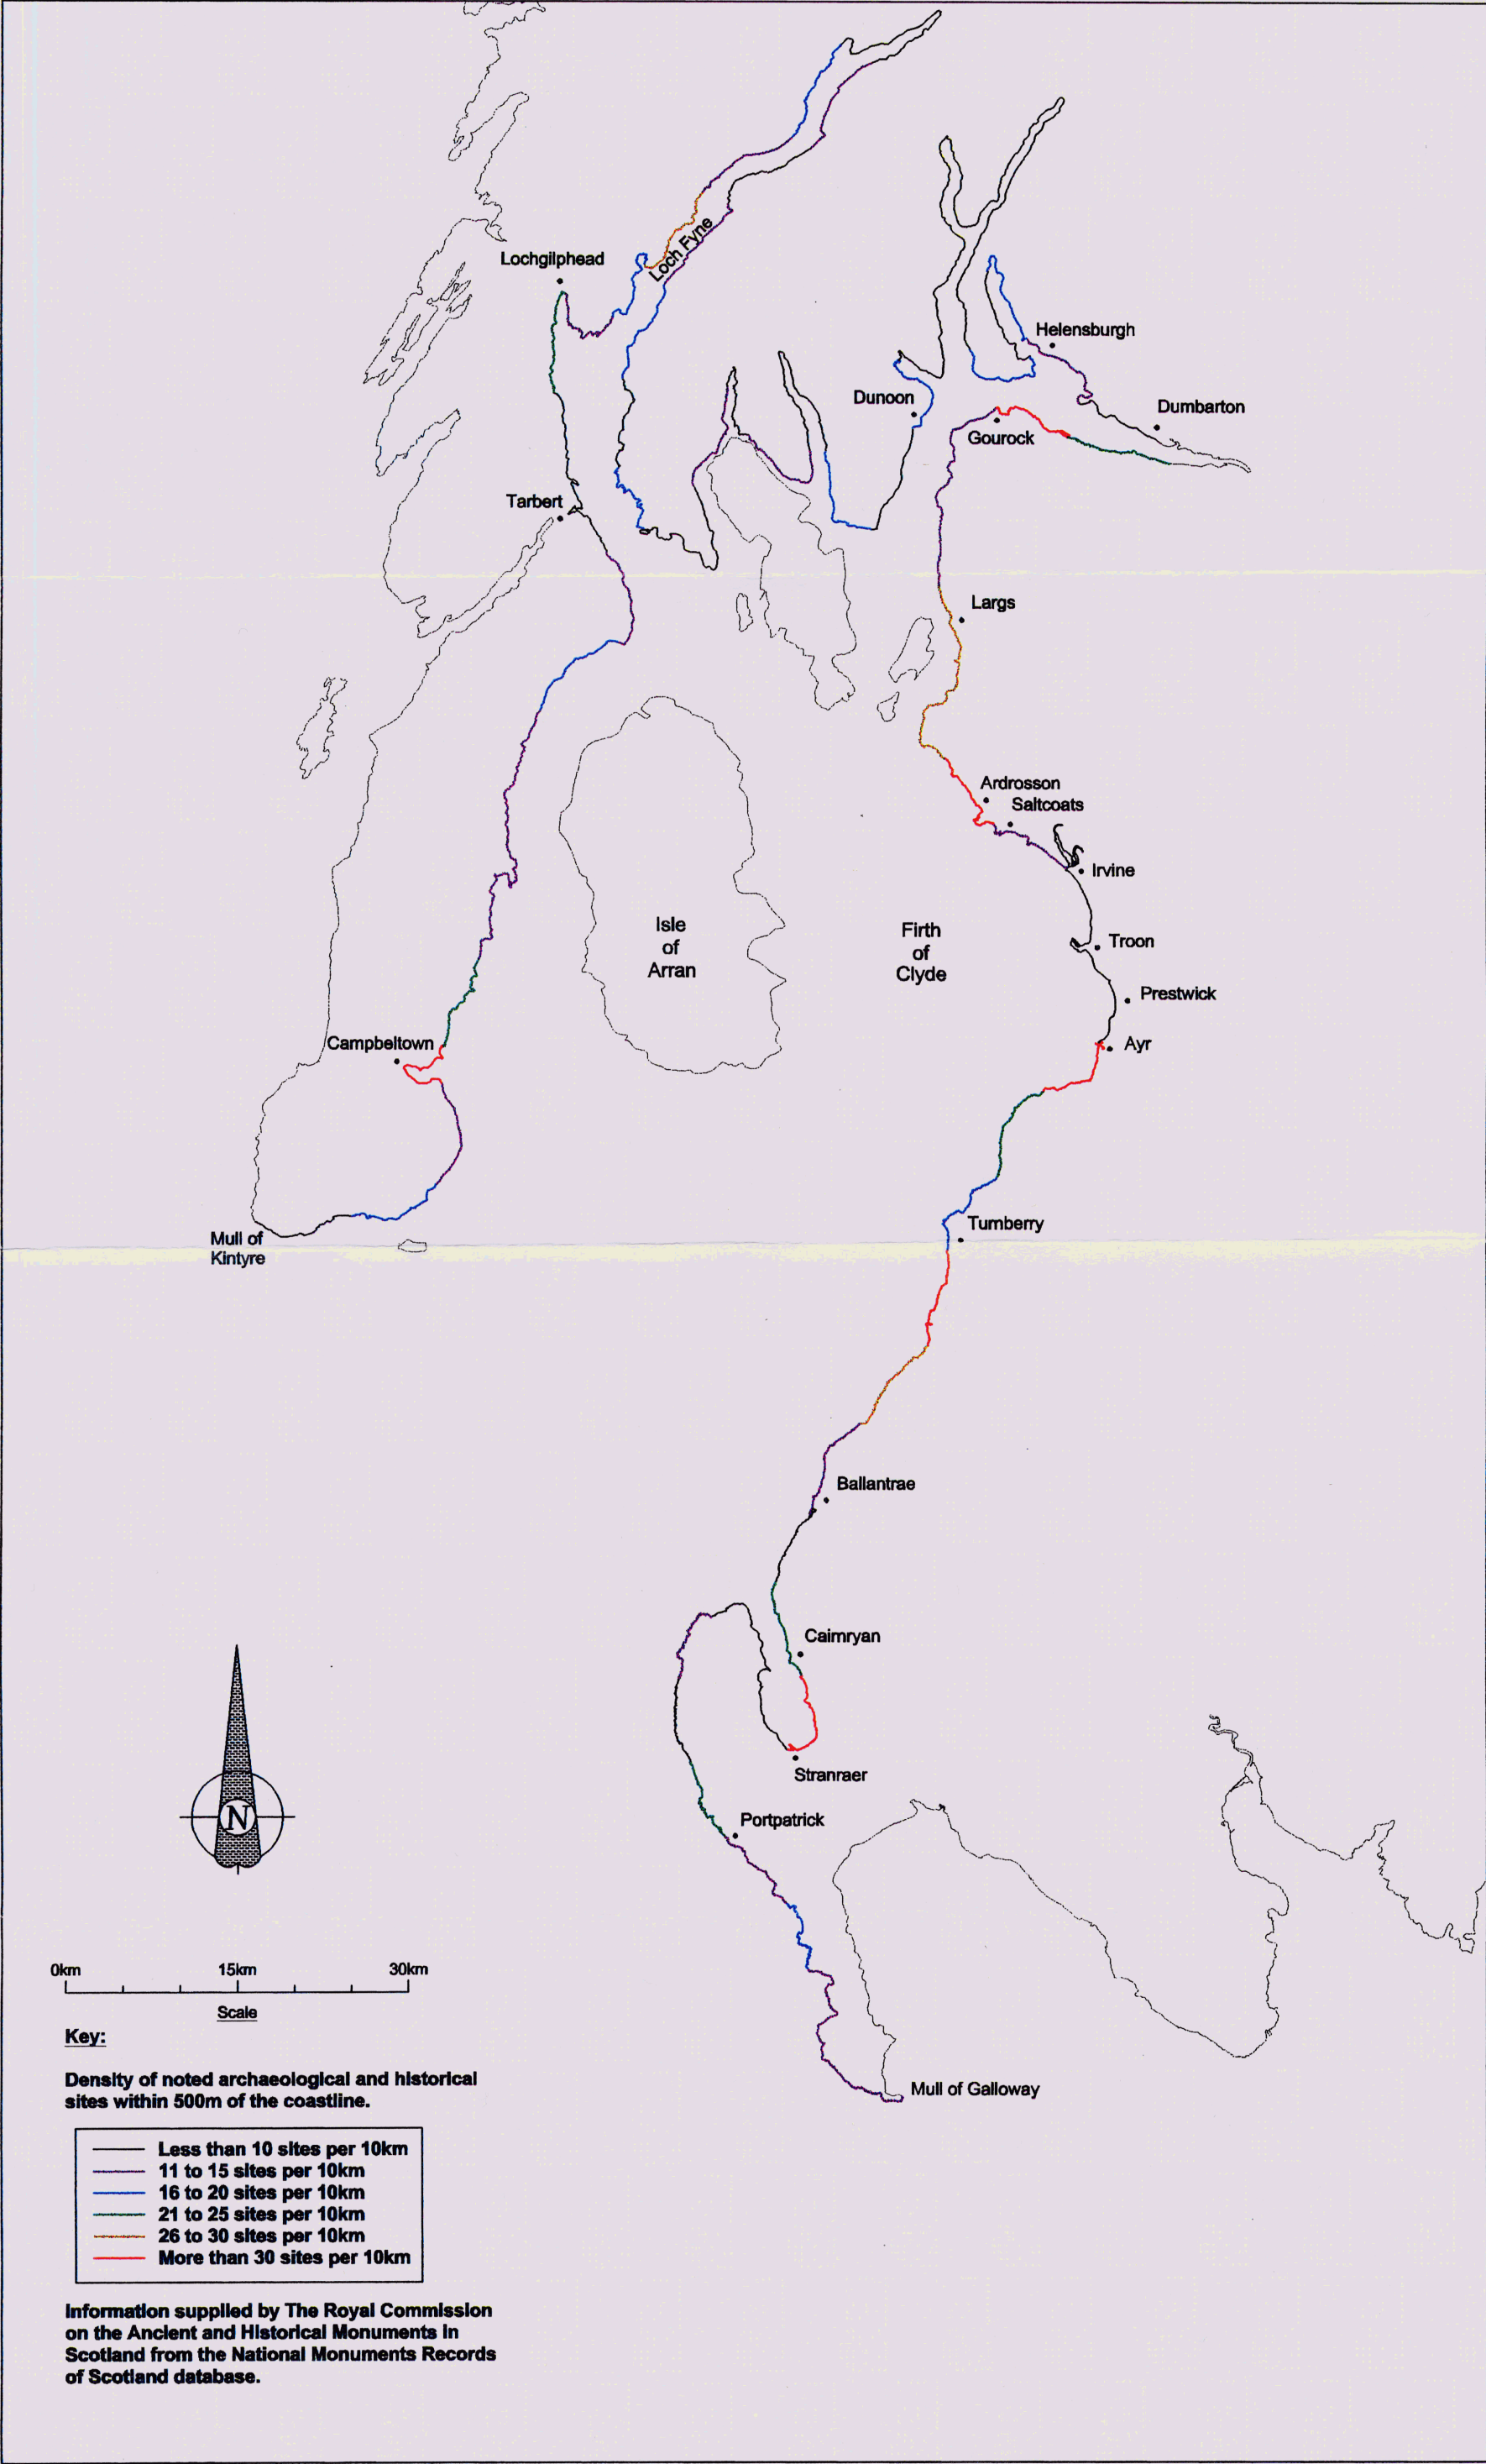 Loch Fyne
Lochgilphead
Helensburgh
Dunoon
Dumbarton
Gourock
Tarbert
Largs
Ardrosson
Saltcoats
Irvine
Isle
of
Arran
Firth
of
Clyde
Troon
Prestwick
Campbeltown
Ayr
Mull of
Kintyre
Turnberry
Ballantrae
Cairnryan
Stranraer
Portpatrick
N
0km 15km 30km
Scale
Mull of Galloway
Key:
Density of noted archaeological and historical
sites within 500m of the coastline.
Less than 10 sites per 10km
11 to 15 sites per 10km
16 to 20 sites per 10km
21 to 25 sites per 10km
26 to 30 sites per 10km
More than 30 sites per 10km
Information supplied by The Royal Commission
on the Ancient and Historical Monuments in
Scotland from the National Monuments Records
of Scotland database.